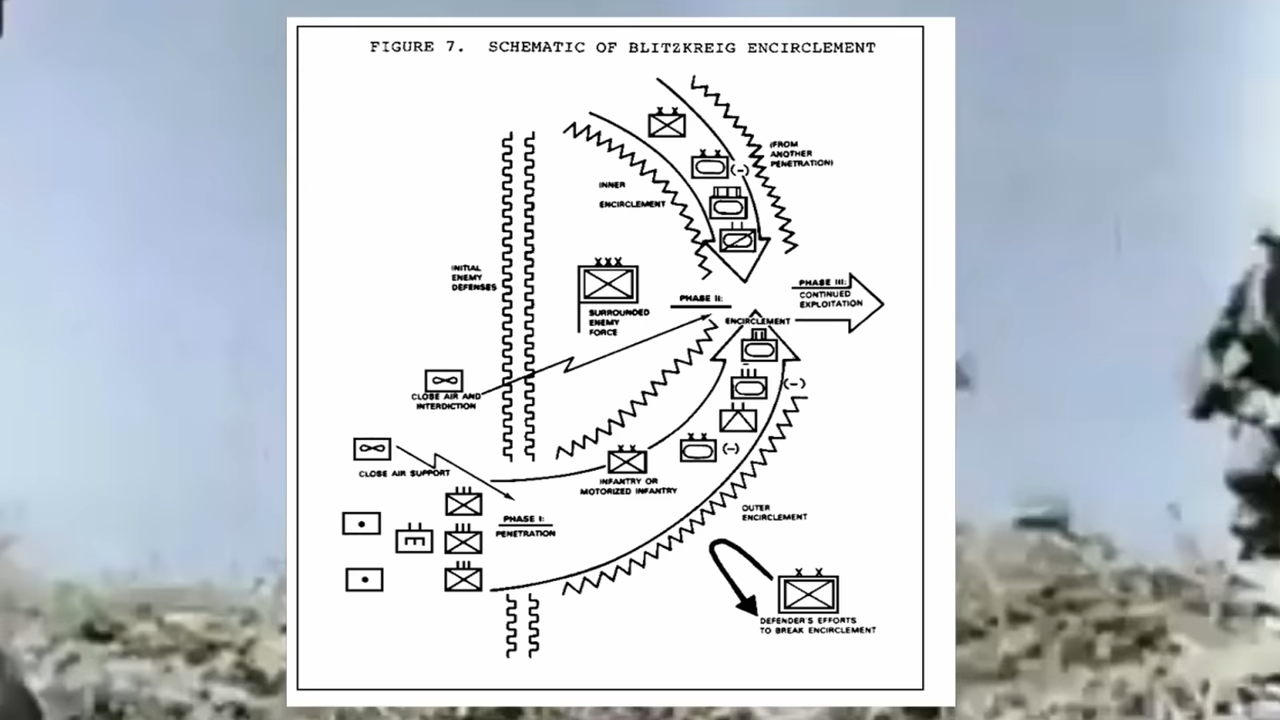 FIGURE 7. SCHEMATIC OF BLITZKREIG ENCIRCLEMENT
(FROM
ANOTHER
PENETRATION)
(-)
INNER
ENCIRCLEMENT
INITIAL
ENEMY
DEFENSES
PHASE III:
CONTINUED
EXPLOITATION
PHASE II:
ENCIRCLEMENT
SURROUNDED
ENEMY
FORCE
(-)
CLOSE AIR AND
INTERDICTION
(-)
CLOSE AIR SUPPORT
INFANTRY OR
MOTORIZED INFANTRY
PHASE I:
PENETRATION
OUTER
ENCIRCLEMENT
DEFENDER'S EFFORTS
TO BREAK ENCIRCLEMENT